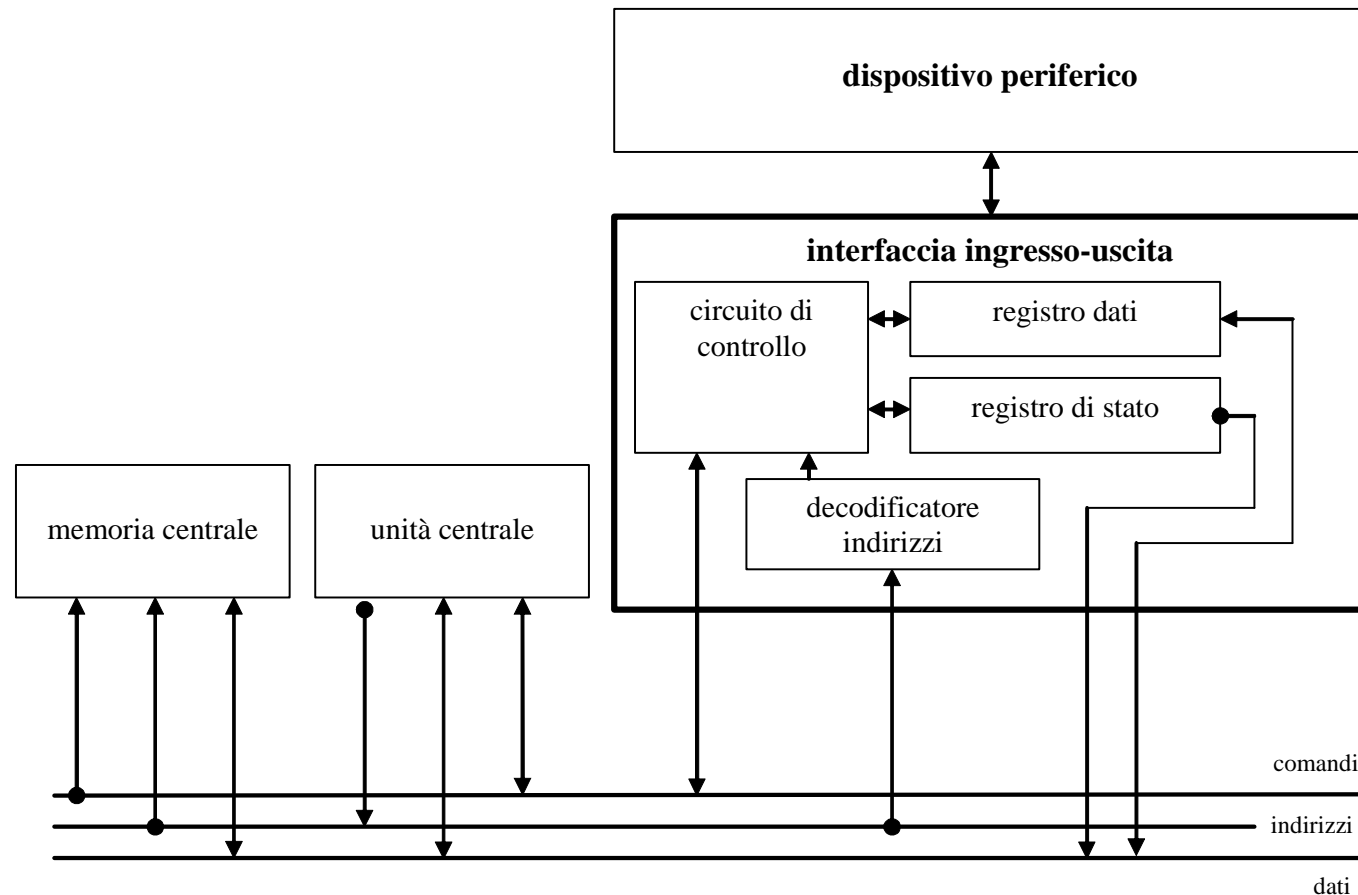 dispositivo periferico
interfaccia ingresso-uscita
circuito di
controllo
registro dati
registro di stato
decodificatore
indirizzi
memoria centrale
unità centrale
comandi
indirizzi
dati